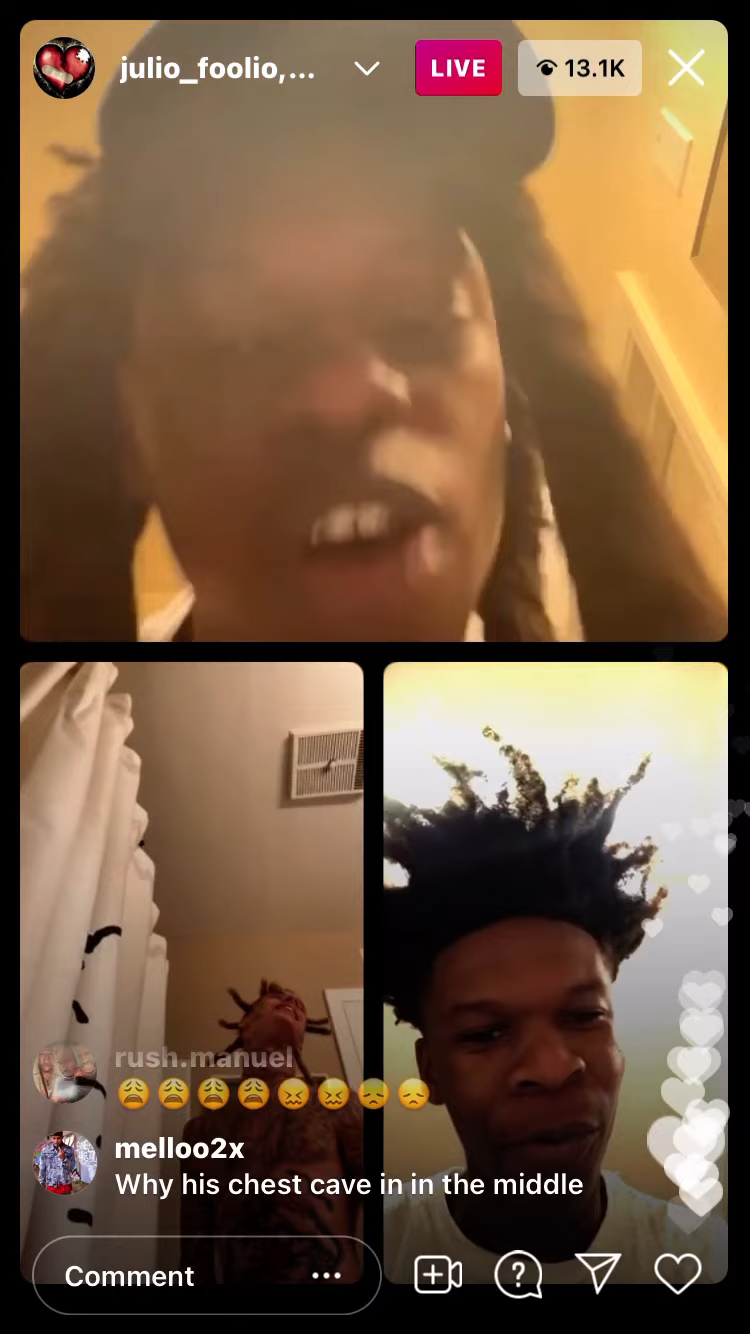 julio_foolio,...
LIVE
13.1K
rush.manuel
😩😩😩😩😖😖😞😞
melloo2x
Why his chest cave in in the middle
Comment